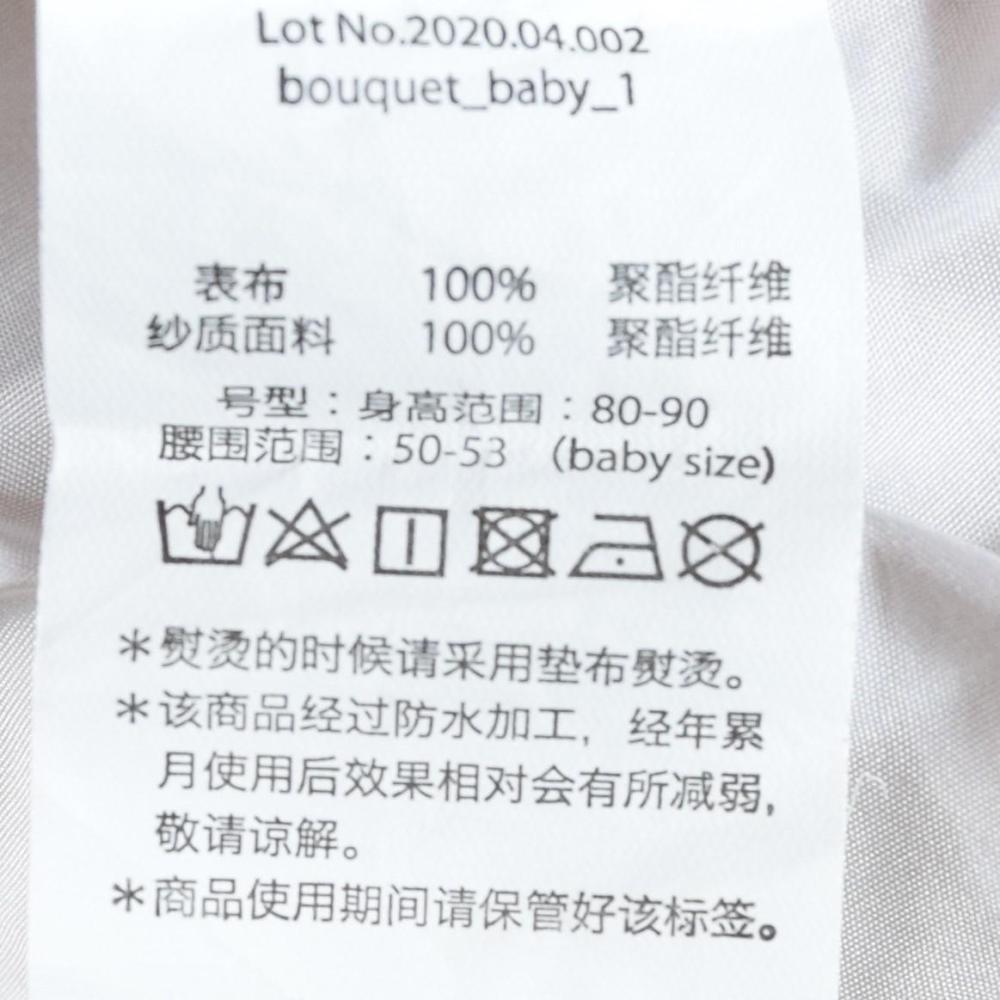 Lot No.2020.04.002
bouquet_baby_1
表布 100% 聚酯纤维
纱质面料 100% 聚酯纤维
号型：身高范围：80-90
腰围范围：50-53 (baby size)
＊熨烫的时候请采用垫布熨烫。
＊该商品经过防水加工，经年累
月使用后效果相对会有所减弱，
敬请谅解。
＊商品使用期间请保管好该标签。